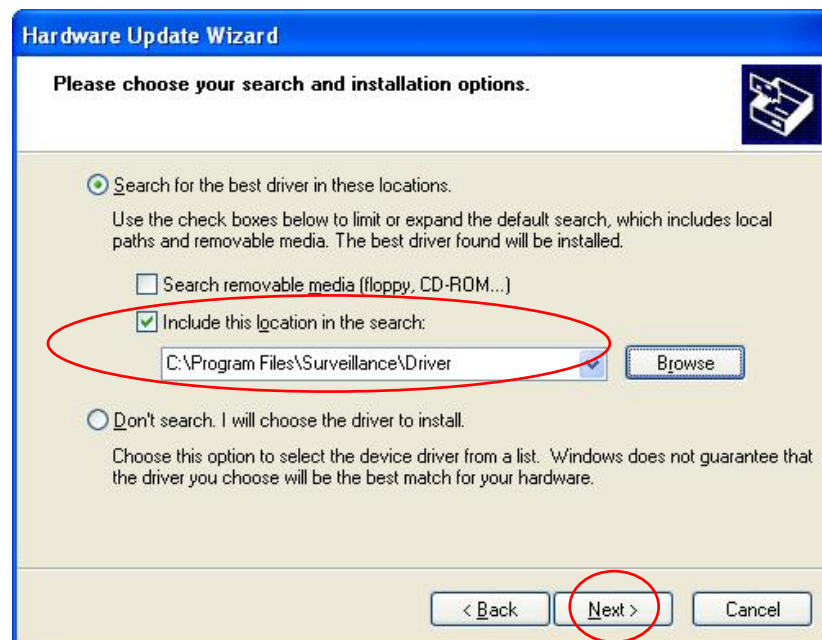 Hardware Update Wizard
Please choose your search and installation options.
Search for the best driver in these locations.
Use the check boxes below to limit or expand the default search, which includes local
paths and removable media. The best driver found will be installed.
Search removable media (floppy, CD-ROM...)
Include this location in the search:
C:\Program Files\Surveillance\Driver
Browse
Don't search. I will choose the driver to install.
Choose this option to select the device driver from a list.  Windows does not guarantee that
the driver you choose will be the best match for your hardware.
< Back
Next >
Cancel